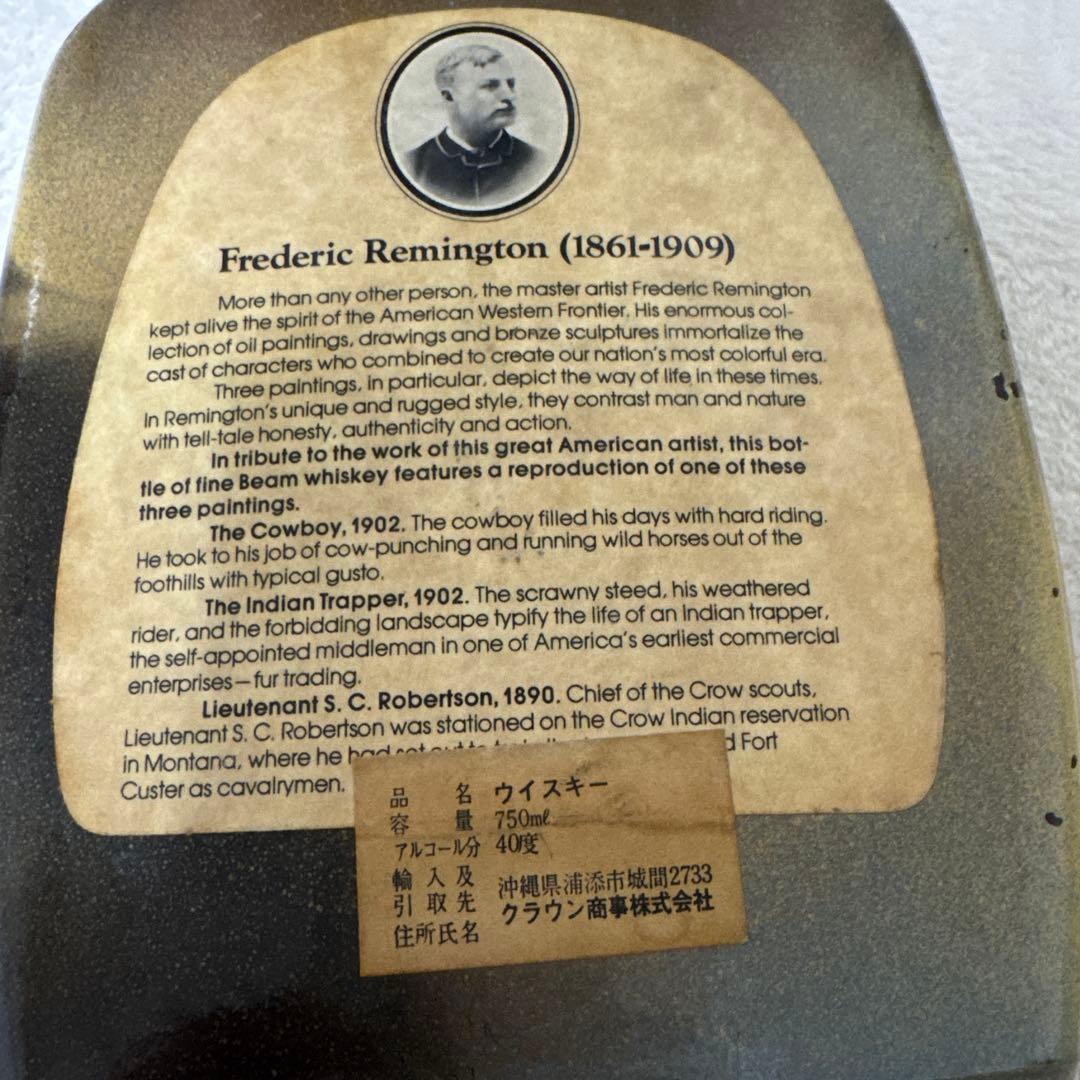 Frederic Remington (1861-1909)
More than any other person, the master artist Frederic Remington
kept alive the spirit of the American Western Frontier. His enormous col-
lection of oil paintings, drawings and bronze sculptures immortalize the
cast of characters who combined to create our nation's most colorful era.
Three paintings, in particular, depict the way of life in these times.
In Remington's unique and rugged style, they contrast man and nature
with tell-tale honesty, authenticity and action.
In tribute to the work of this great American artist, this bot-
tle of fine Beam whiskey features a reproduction of one of these
three paintings.
The Cowboy, 1902. The cowboy filled his days with hard riding.
He took to his job of cow-punching and running wild horses out of the
foothills with typical gusto.
The Indian Trapper, 1902. The scrawny steed, his weathered
rider, and the forbidding landscape typify the life of an Indian trapper,
the self-appointed middleman in one of America's earliest commercial
enterprises—fur trading.
Lieutenant S. C. Robertson, 1890. Chief of the Crow scouts,
Lieutenant S. C. Robertson was stationed on the Crow Indian reservation
in Montana, where he had set out to Fort
Custer as cavalrymen.
品名 ウイスキー
容量 750ml
アルコール分 40度
輸入及 沖縄県浦添市城間2733
引取先 クラウン商事株式会社
住所氏名